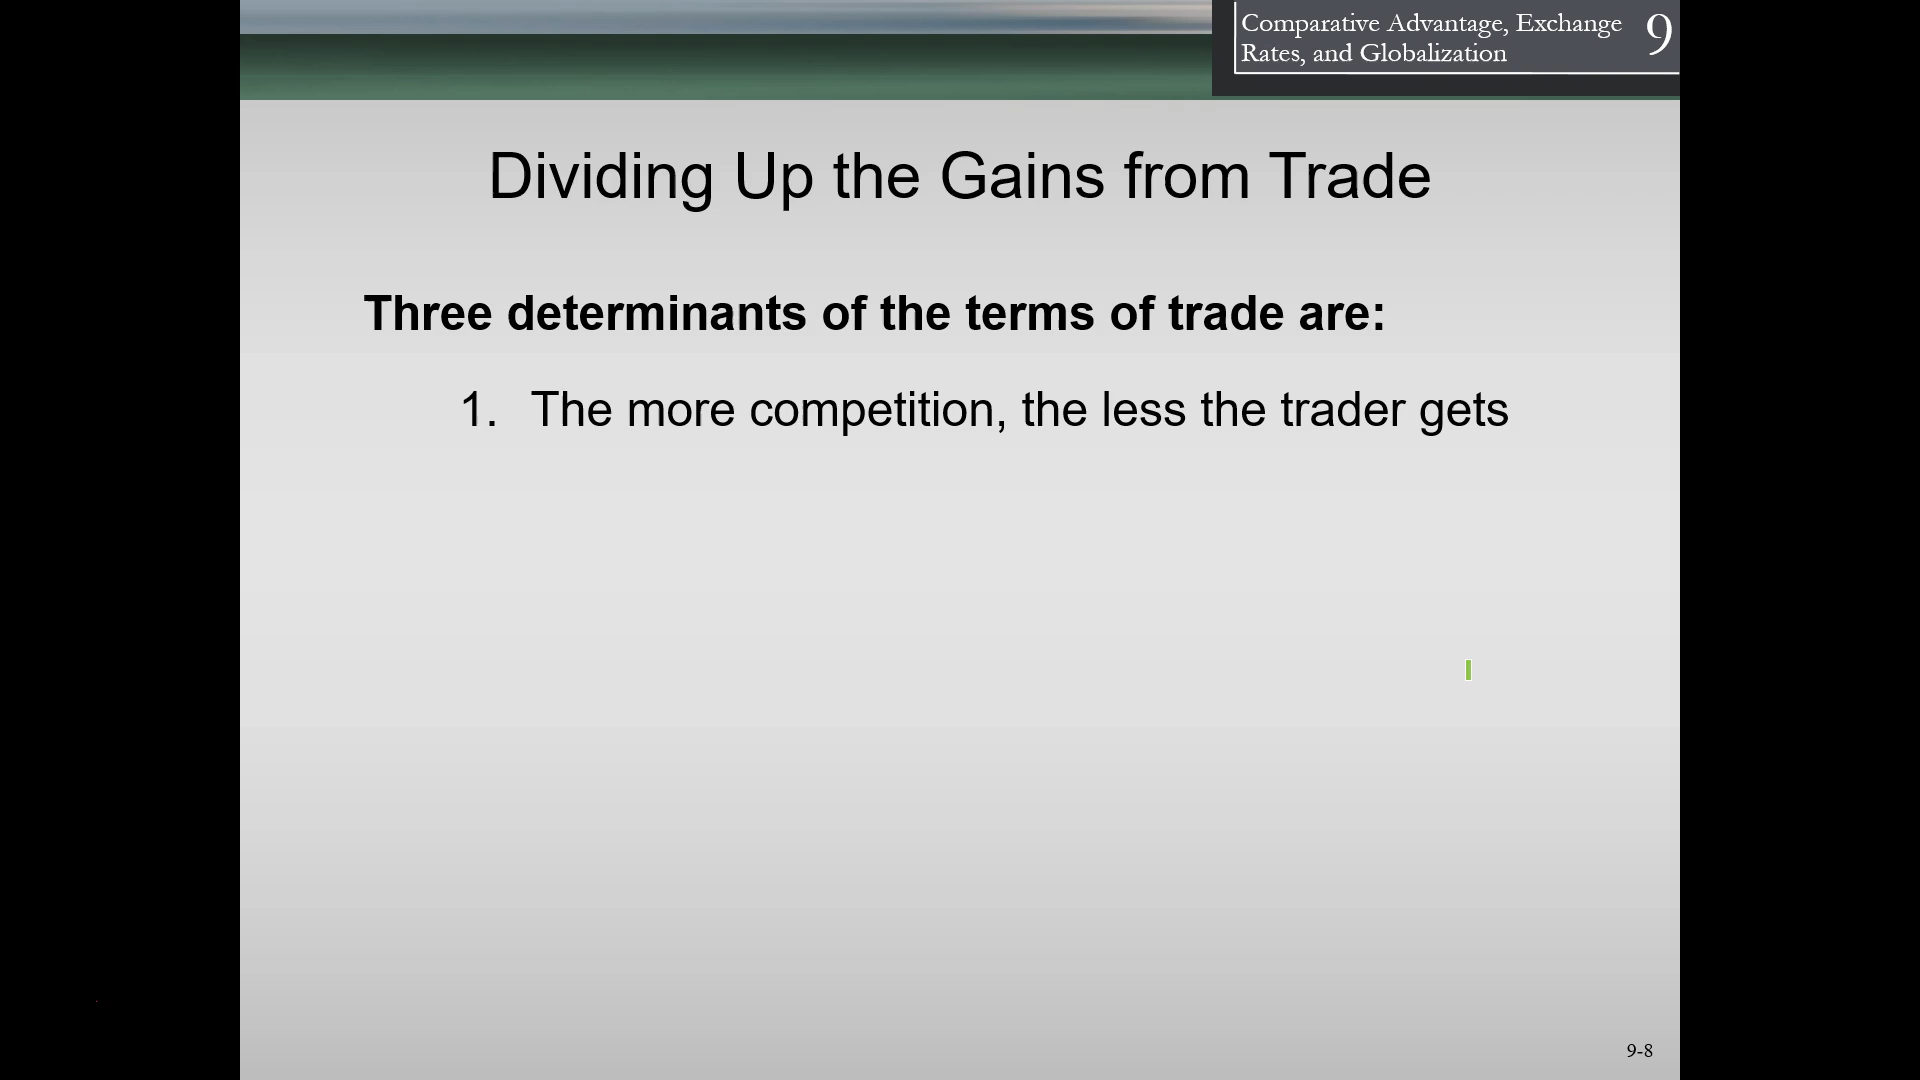 Comparative Advantage, Exchange
Rates, and Globalization
9
Dividing Up the Gains from Trade
Three determinants of the terms of trade are:
1. The more competition, the less the trader gets
9-8